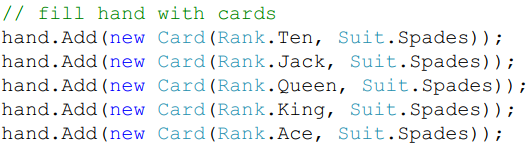 // fill hand with cards
hand.Add(new Card(Rank.Ten, Suit.Spades));
hand.Add(new Card(Rank.Jack, Suit.Spades));
hand.Add(new Card(Rank.Queen, Suit.Spades));
hand.Add(new Card(Rank.King, Suit.Spades));
hand.Add(new Card(Rank.Ace, Suit.Spades));